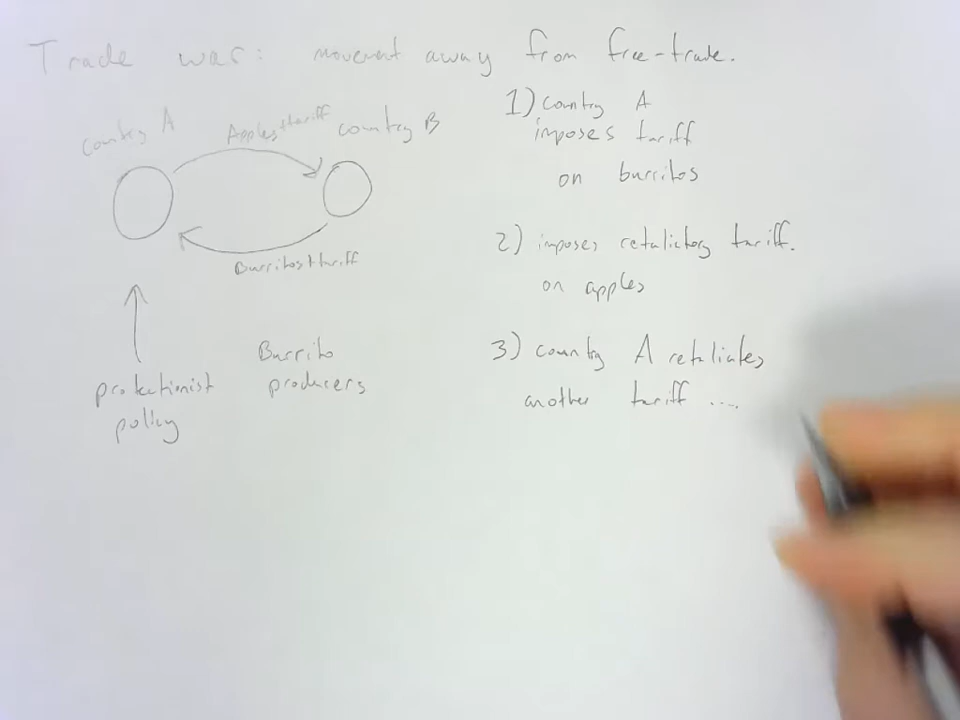 Trade war: movement away from free-trade.
country A
Apples+tariff
country B
Burritos+tariff
protectionist
policy
Burrito
producers
1) country A
imposes tariff
on burritos
2) imposes retaliatory tariff.
on apples
3) country A retaliates
another tariff ....